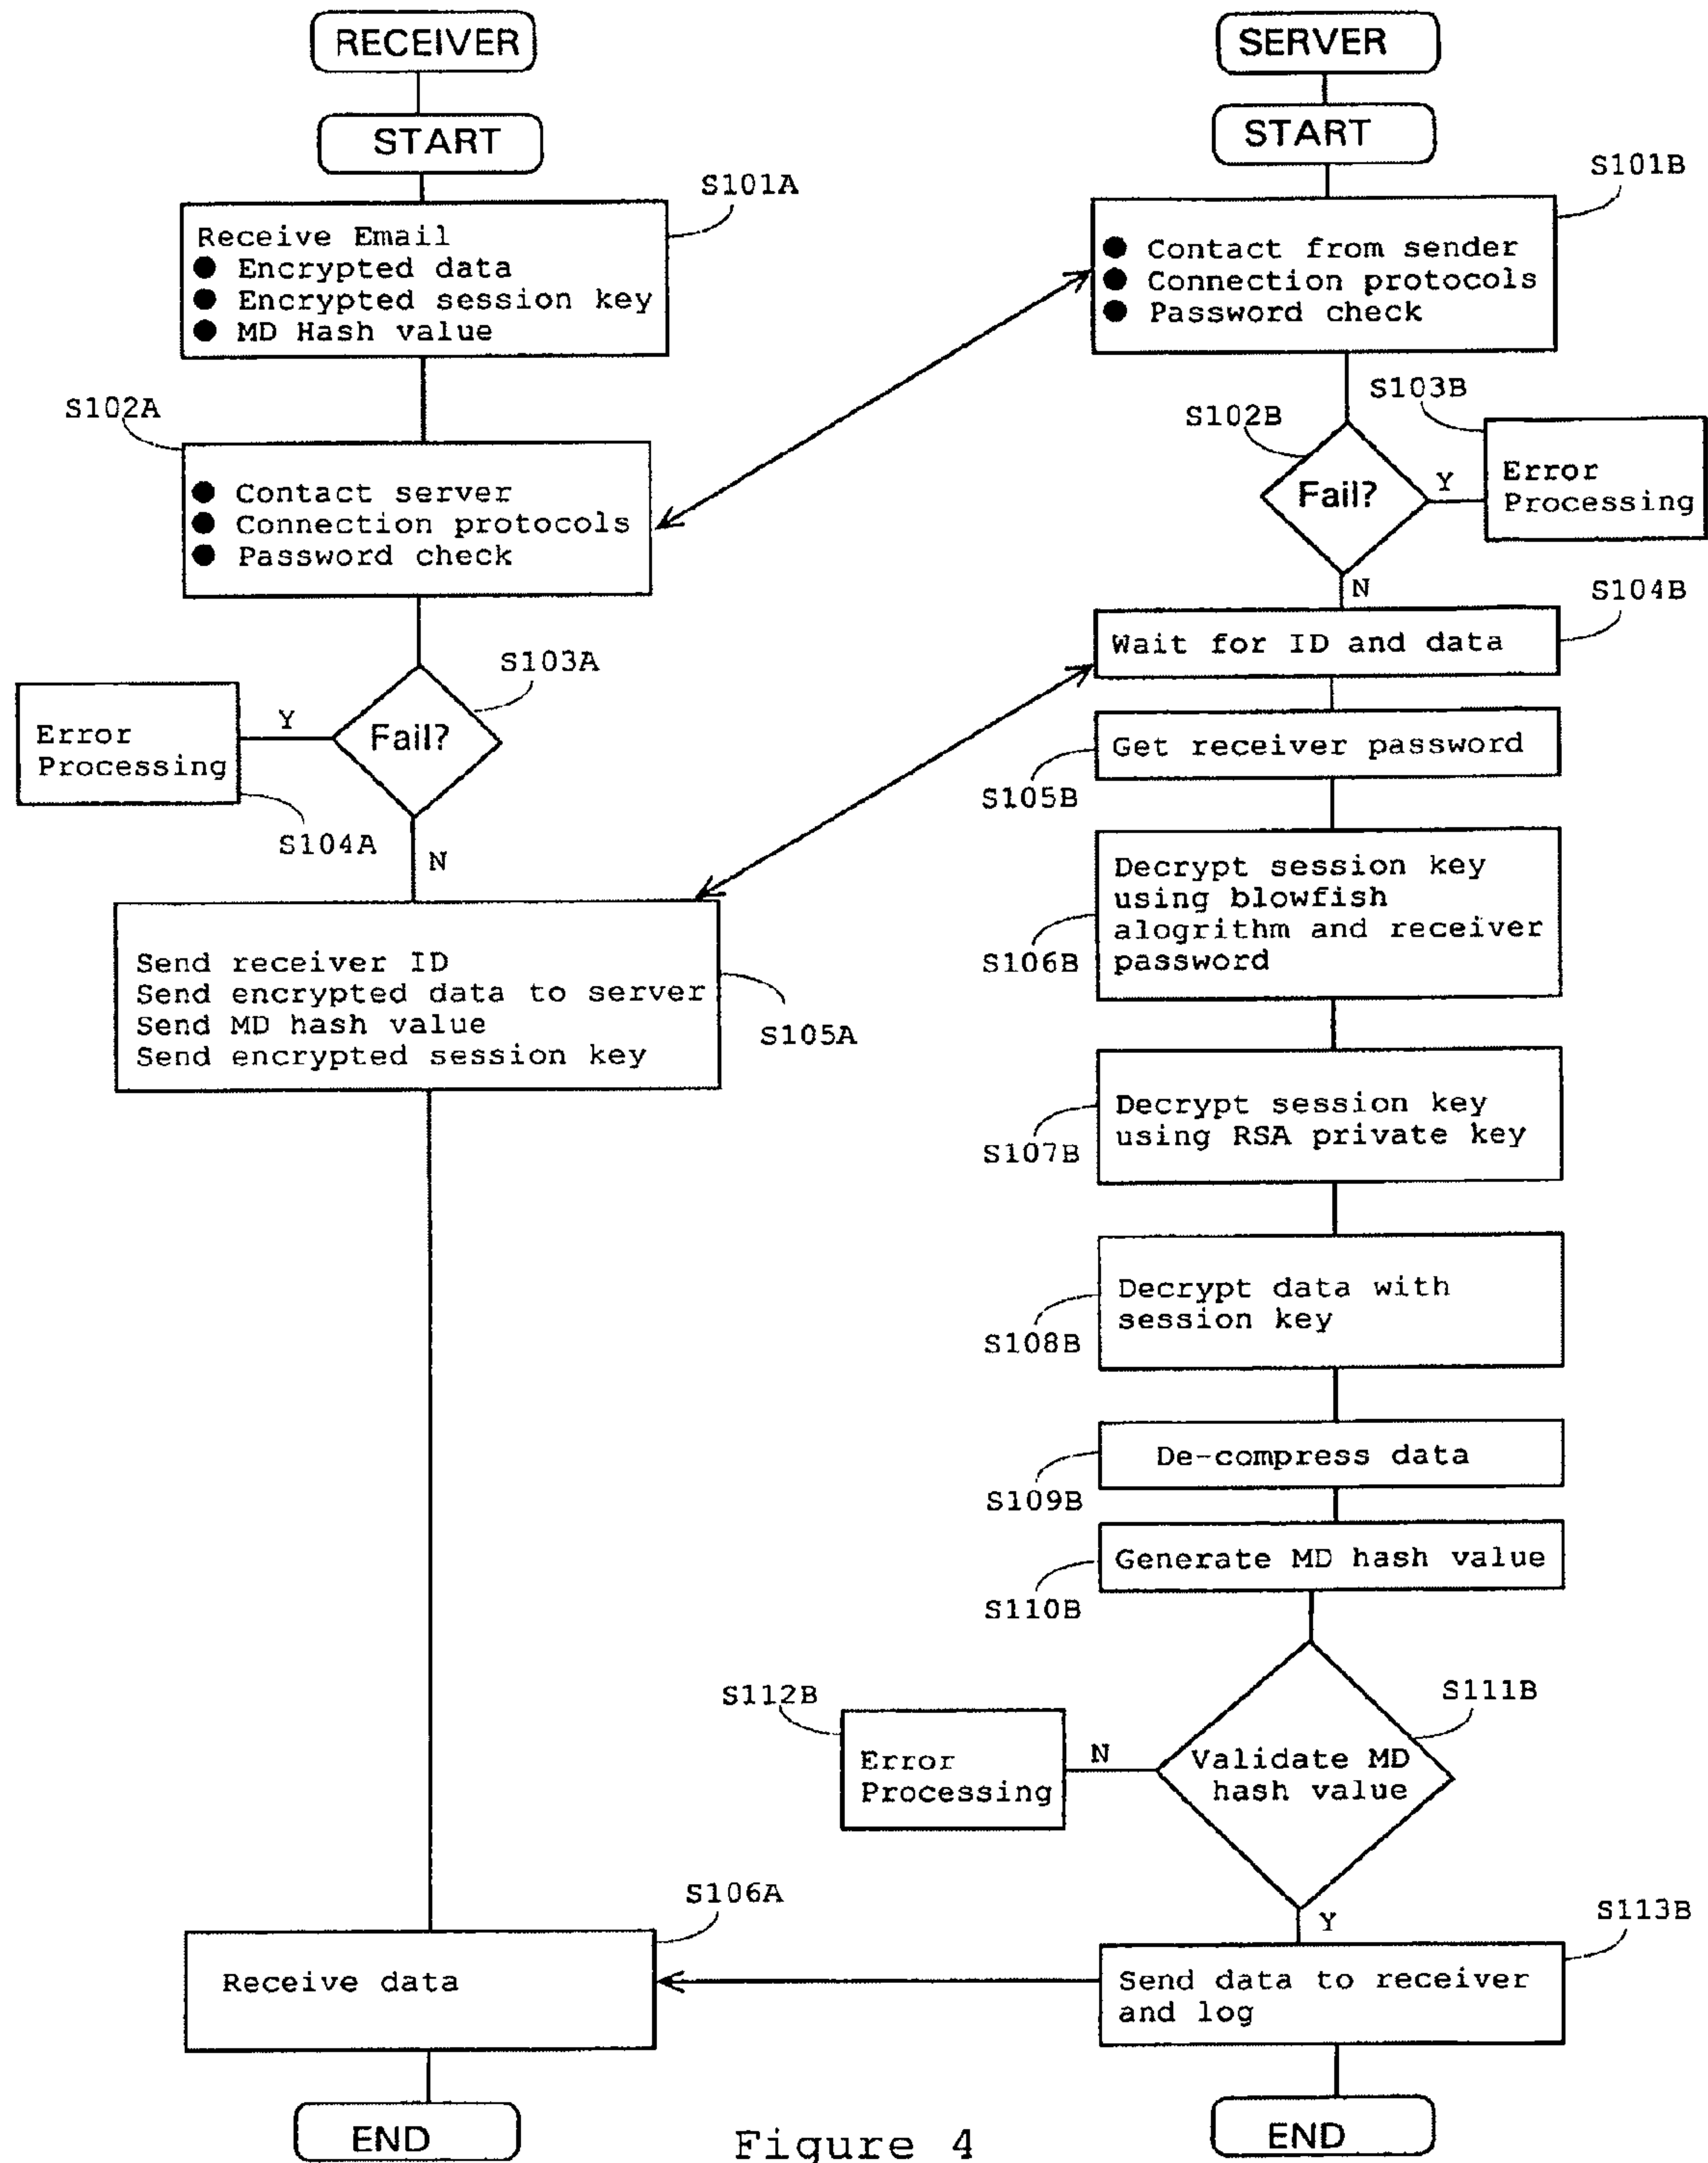 RECEIVER
START
S101A
Receive Email
● Encrypted data
● Encrypted session key
● MD Hash value
S102A
● Contact server
● Connection protocols
● Password check
S103A
Fail?
Y
Error
Processing
S104A
N
Send receiver ID
Send encrypted data to server
Send MD hash value
Send encrypted session key
S105A
S106A
Receive data
END
SERVER
START
S101B
● Contact from sender
● Connection protocols
● Password check
S102B
Fail?
Y
S103B
Error
Processing
N
S104B
Wait for ID and data
Get receiver password
S105B
Decrypt session key
using blowfish
alogrithm and receiver
password
S106B
Decrypt session key
using RSA private key
S107B
Decrypt data with
session key
S108B
De-compress data
S109B
Generate MD hash value
S110B
S111B
Validate MD
hash value
N
S112B
Error
Processing
Y
S113B
Send data to receiver
and log
END
Figure 4